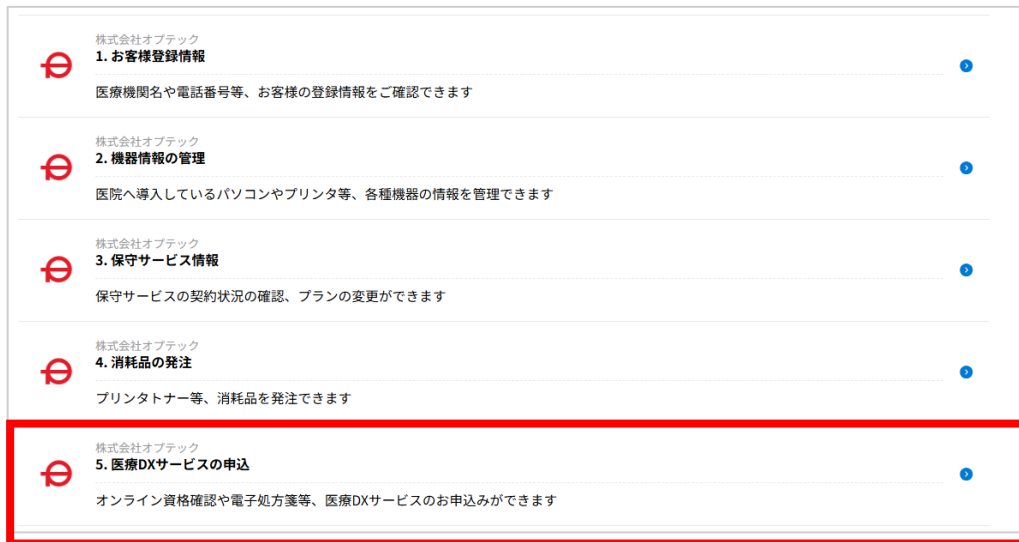 株式会社オプテック
1. お客様登録情報
医療機関名や電話番号等、お客様の登録情報をご確認できます
株式会社オプテック
2. 機器情報の管理
医院へ導入しているパソコンやプリンタ等、各種機器の情報を管理できます
株式会社オプテック
3. 保守サービス情報
保守サービスの契約状況の確認、プランの変更ができます
株式会社オプテック
4. 消耗品の発注
プリンタトナー等、消耗品を発注できます
株式会社オプテック
5. 医療DXサービスの申込
オンライン資格確認や電子処方箋等、医療DXサービスのお申込みができます